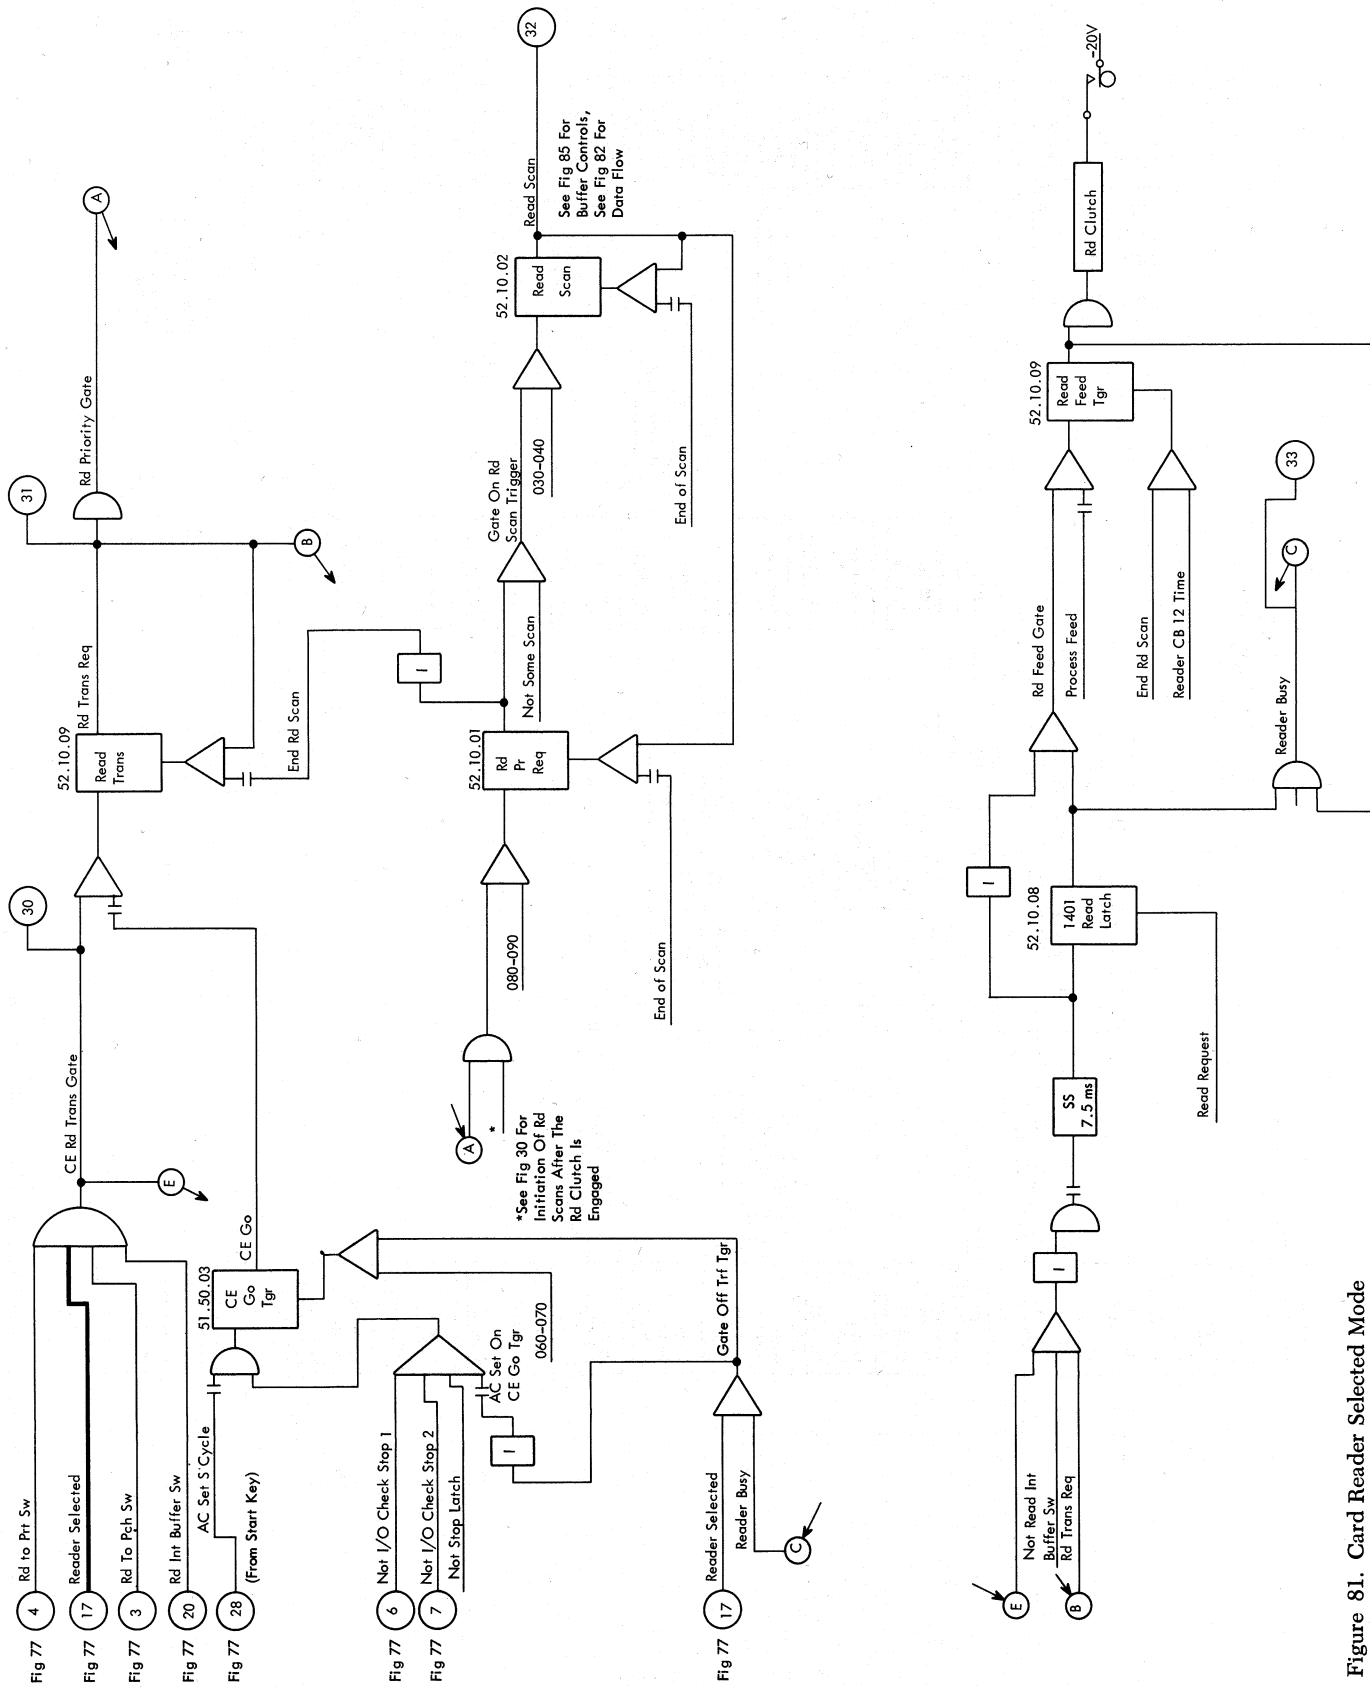 4
Fig 77
Rd to Prt Sw
17
Fig 77
Reader Selected
3
Fig 77
Rd To Pch Sw
20
Fig 77
Rd Int Buffer Sw
28
Fig 77
AC Set S Cycle
(From Start Key)
E
CE Rd Trans Gate
30
51.50.03
CE
Go
Tgr
CE Go
52.10.09
Read
Trans
Rd Trans Req
31
Rd Priority Gate
A
B
End Rd Scan
I
6
Fig 77
Not I/O Check Stop 1
7
Fig 77
Not I/O Check Stop 2
Not Stop Latch
AC Set On
CE Go Tgr
I
060-070
17
Fig 77
Reader Selected
Reader Busy
C
Gate Off Trf Tgr
A
*
*See Fig 30 For
Initiation Of Rd
Scans After The
Rd Clutch Is
Engaged
080-090
52.10.01
Rd
Pr
Req
End of Scan
Not Some Scan
Gate On Rd
Scan Trigger
030-040
52.10.02
Read
Scan
End of Scan
Read Scan
32
See Fig 85 For
Buffer Controls,
See Fig 82 For
Data Flow
E
Not Read Int
Buffer Sw
Rd Trans Req
B
I
SS
7.5 ms
I
52.10.08
1401
Read
Latch
Read Request
Rd Feed Gate
Process Feed
End Rd Scan
Reader CB 12 Time
52.10.09
Read
Feed
Tgr
Rd Clutch
-20V
Reader Busy
C
33
Figure 81. Card Reader Selected Mode